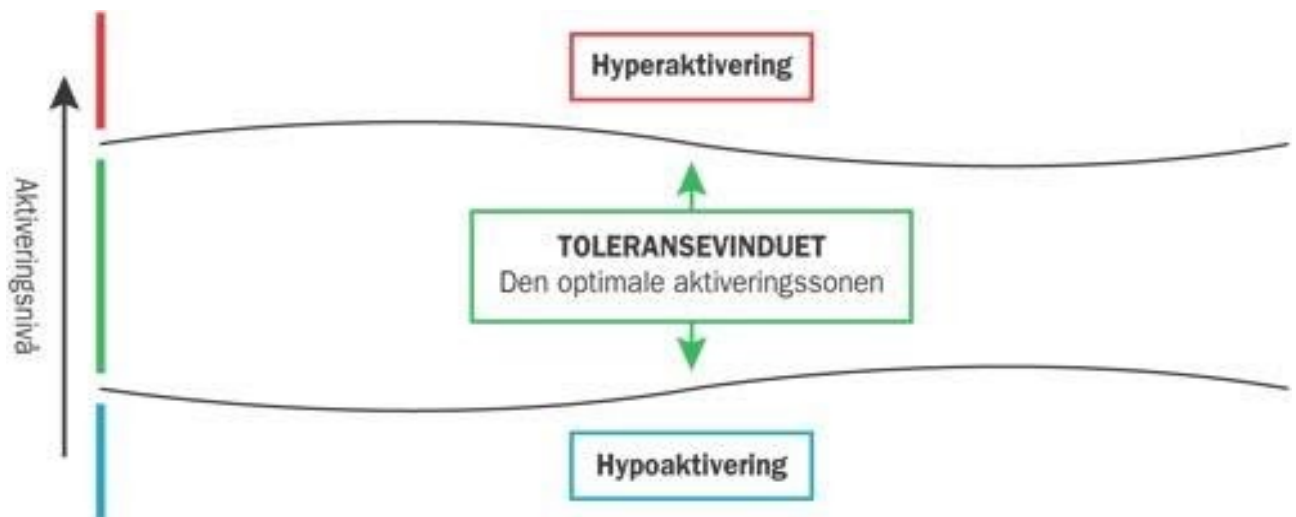 Hyperaktivering
Aktiveringsnivå
TOLERANSEVINDUET
Den optimale aktiveringssonen
Hypoaktivering